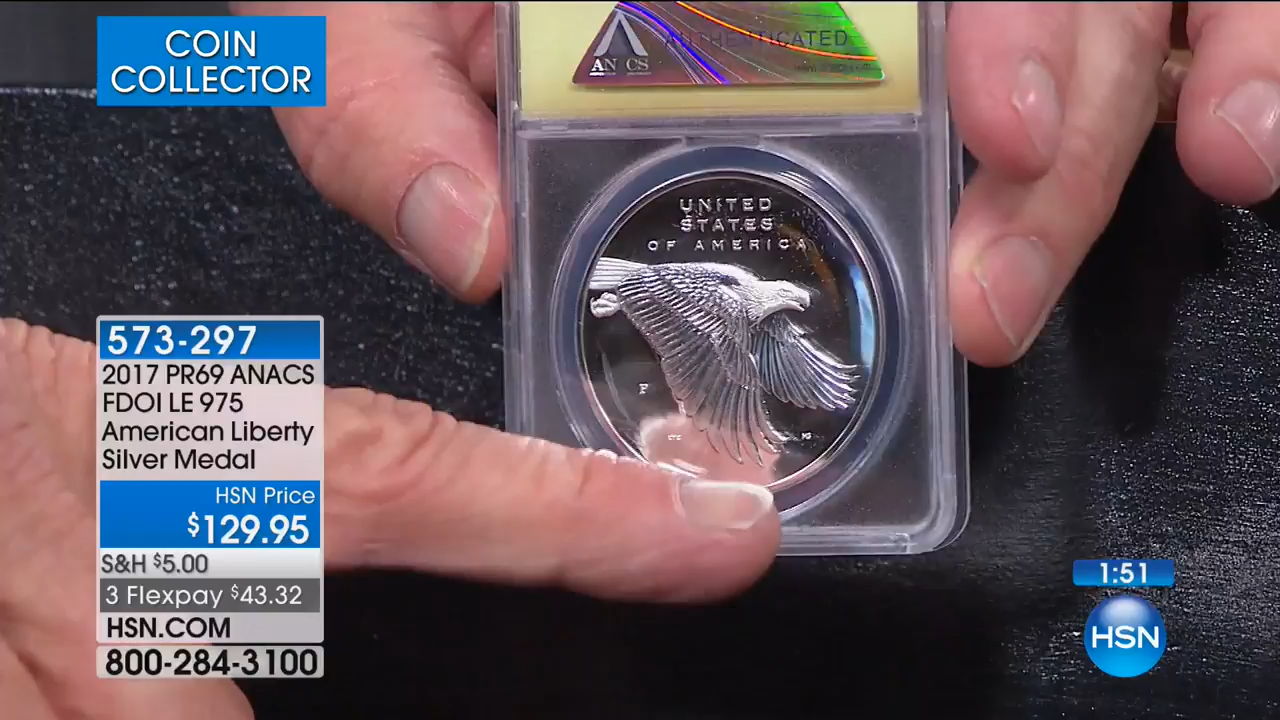 COIN
COLLECTOR
AUTHENTICATED
ANACS
UNITED
STATES
OF AMERICA
P
573-297
2017 PR69 ANACS
FDOI LE 975
American Liberty
Silver Medal
HSN Price
$129.95
S&H $5.00
3 Flexpay $43.32
HSN.COM
800-284-3100
1:51
HSN